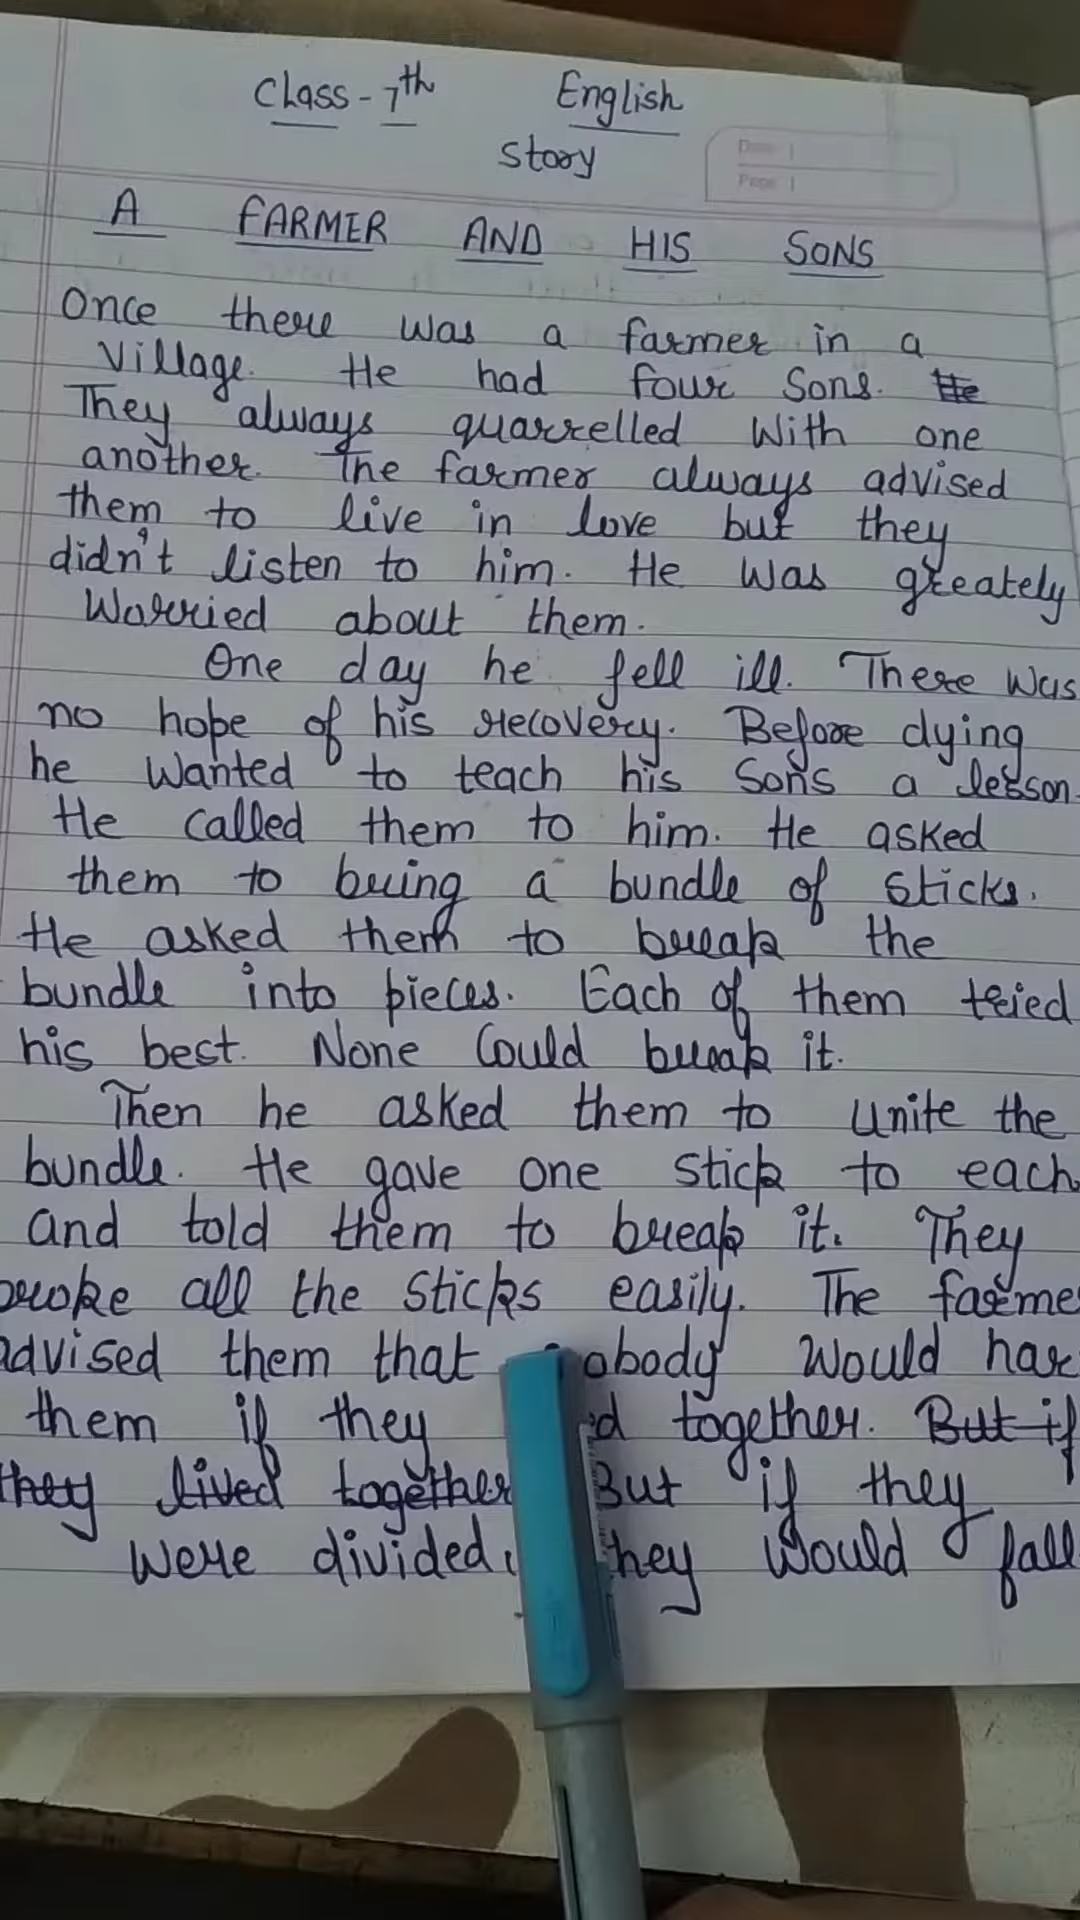 Class - 7th English
Story
Date
Page
A FARMER AND HIS SONS
Once there was a farmer in a
village. He had four sons. He
They always quarrelled with one
another. The farmer always advised
them to live in love but they
didn't listen to him. He was greately
worried about them.
One day he fell ill. There was
no hope of his recovery. Before dying
he wanted to teach his sons a lesson.
He called them to him. He asked
them to bring a bundle of sticks.
He asked them to break the
bundle into pieces. Each of them tried
his best. None could break it.
Then he asked them to unite the
bundle. He gave one stick to each
and told them to break it. They
broke all the sticks easily. The farme
advised them that obody would har
them if they d together. But if
they lived together But if they
were divided, hey would fall